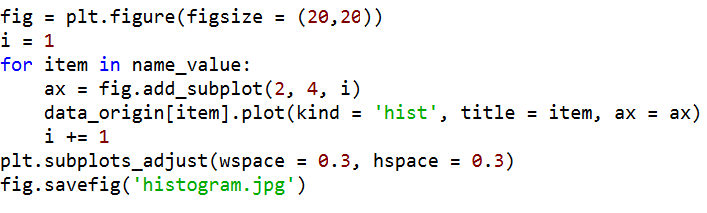 fig = plt.figure(figsize = (20,20))
i = 1
for item in name_value:
    ax = fig.add_subplot(2, 4, i)
    data_origin[item].plot(kind = 'hist', title = item, ax = ax)
    i += 1
plt.subplots_adjust(wspace = 0.3, hspace = 0.3)
fig.savefig('histogram.jpg')